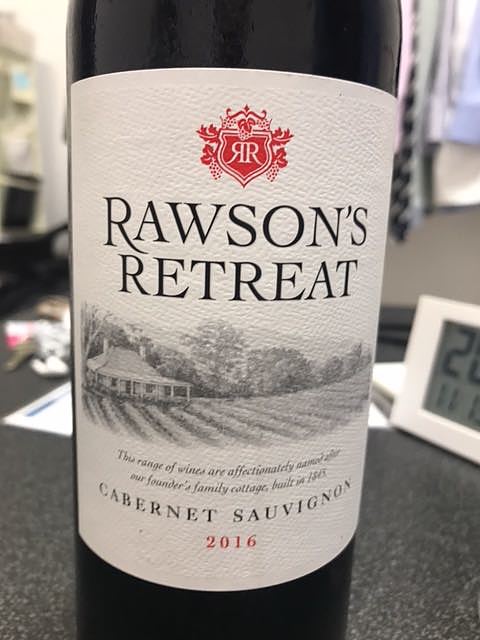 RR
RAWSON'S
RETREAT
This range of wines are affectionately named after
our founder's family cottage, built in 1845.
CABERNET SAUVIGNON
2016